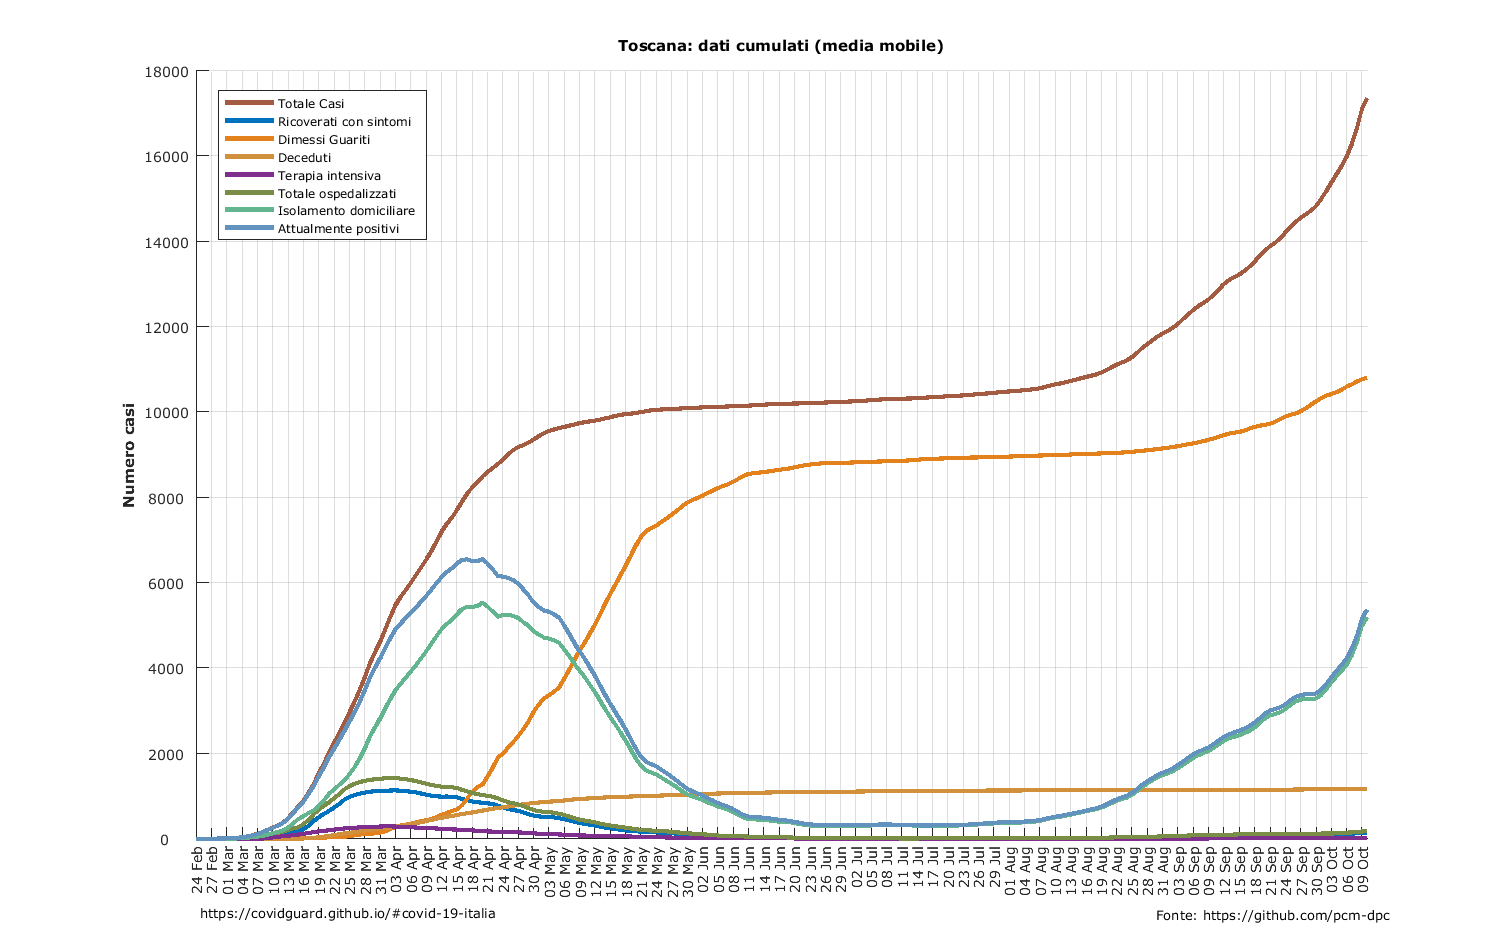 Toscana: dati cumulati (media mobile)
18000
16000
14000
12000
10000
8000
6000
4000
2000
0
Numero casi
Totale Casi
Ricoverati con sintomi
Dimessi Guariti
Deceduti
Terapia intensiva
Totale ospedalizzati
Isolamento domiciliare
Attualmente positivi
24 Feb
27 Feb
01 Mar
04 Mar
07 Mar
10 Mar
13 Mar
16 Mar
19 Mar
22 Mar
25 Mar
28 Mar
31 Mar
03 Apr
06 Apr
09 Apr
12 Apr
15 Apr
18 Apr
21 Apr
24 Apr
27 Apr
30 Apr
03 May
06 May
09 May
12 May
15 May
18 May
21 May
24 May
27 May
30 May
02 Jun
05 Jun
08 Jun
11 Jun
14 Jun
17 Jun
20 Jun
23 Jun
26 Jun
29 Jun
02 Jul
05 Jul
08 Jul
11 Jul
14 Jul
17 Jul
20 Jul
23 Jul
26 Jul
29 Jul
01 Aug
04 Aug
07 Aug
10 Aug
13 Aug
16 Aug
19 Aug
22 Aug
25 Aug
28 Aug
31 Aug
03 Sep
06 Sep
09 Sep
12 Sep
15 Sep
18 Sep
21 Sep
24 Sep
27 Sep
30 Sep
03 Oct
06 Oct
09 Oct
https://covidguard.github.io/#covid-19-italia
Fonte: https://github.com/pcm-dpc